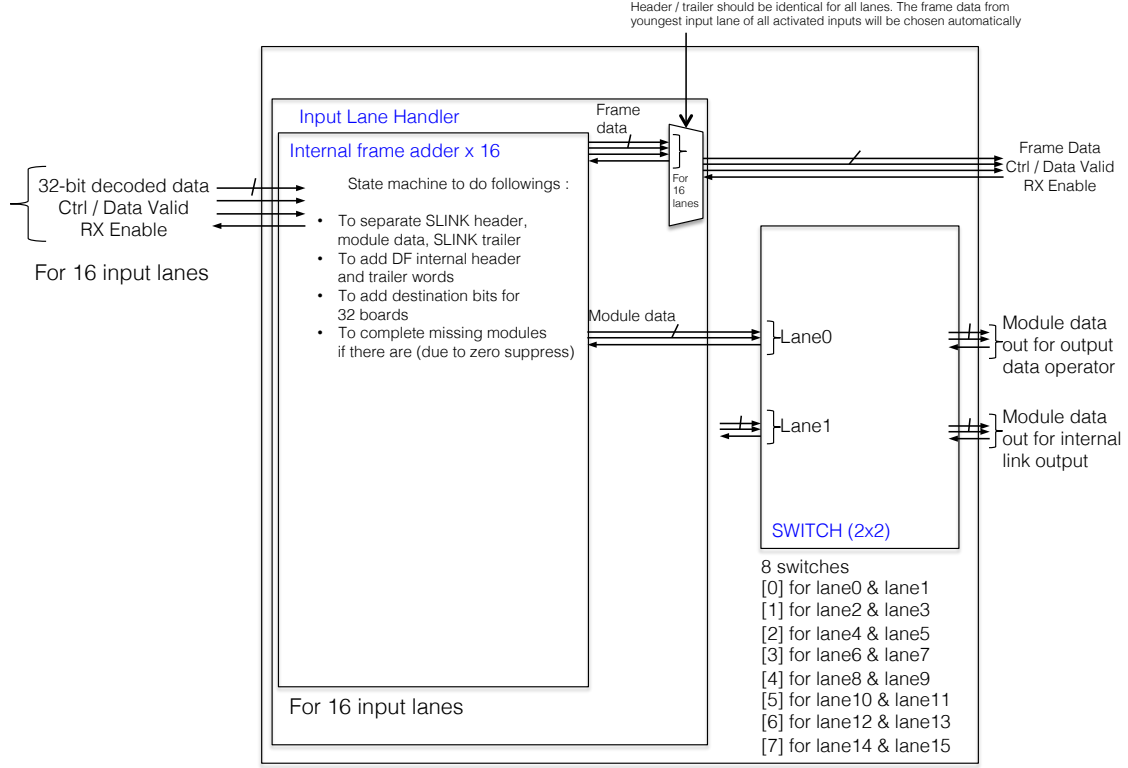 Header / trailer should be identical for all lanes. The frame data from
youngest input lane of all activated inputs will be chosen automatically
Input Lane Handler
Frame
data
Internal frame adder x 16
State machine to do followings :
• To separate SLINK header,
module data, SLINK trailer
• To add DF internal header
and trailer words
• To add destination bits for
32 boards
• To complete missing modules
if there are (due to zero suppress)
32-bit decoded data
Ctrl / Data Valid
RX Enable
For 16 input lanes
For
16
lanes
Frame Data
Ctrl / Data Valid
RX Enable
Module data
Lane0
Lane1
Module data
out for output
data operator
Module data
out for internal
link output
SWITCH (2x2)
8 switches
[0] for lane0 & lane1
[1] for lane2 & lane3
[2] for lane4 & lane5
[3] for lane6 & lane7
[4] for lane8 & lane9
[5] for lane10 & lane11
[6] for lane12 & lane13
[7] for lane14 & lane15
For 16 input lanes